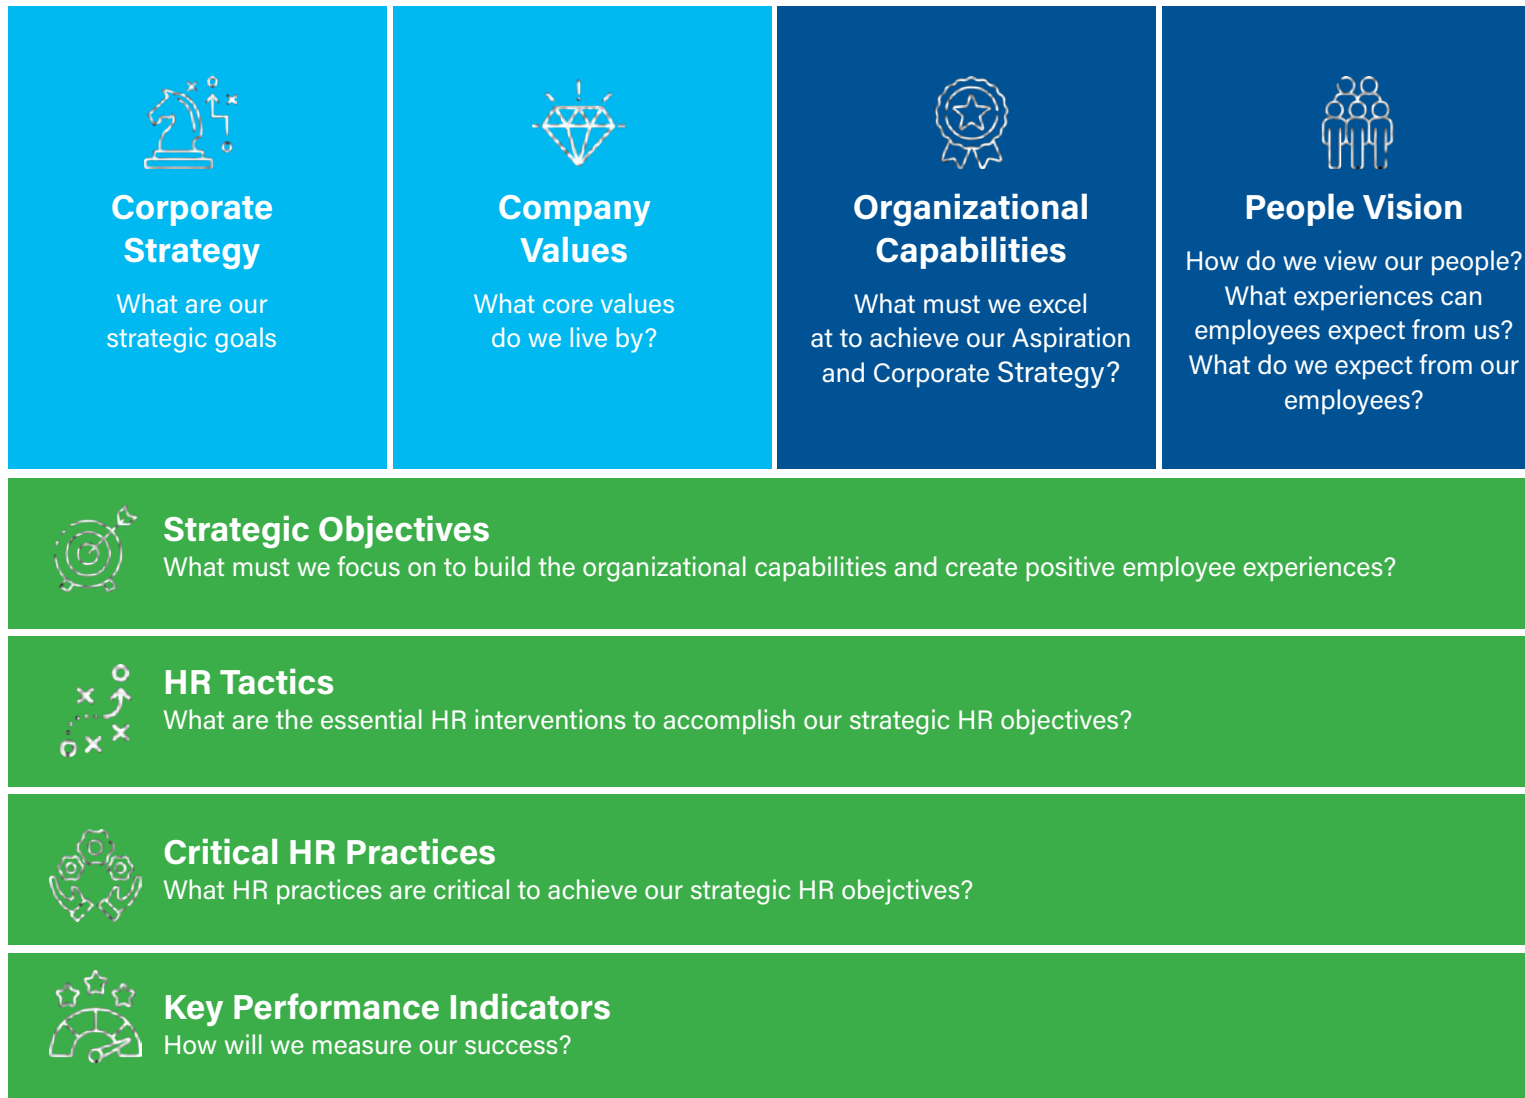 Corporate
Strategy
What are our
strategic goals
Company
Values
What core values
do we live by?
Organizational
Capabilities
What must we excel
at to achieve our Aspiration
and Corporate Strategy?
People Vision
How do we view our people?
What experiences can
employees expect from us?
What do we expect from our
employees?
Strategic Objectives
What must we focus on to build the organizational capabilities and create positive employee experiences?
HR Tactics
What are the essential HR interventions to accomplish our strategic HR objectives?
Critical HR Practices
What HR practices are critical to achieve our strategic HR obejctives?
Key Performance Indicators
How will we measure our success?